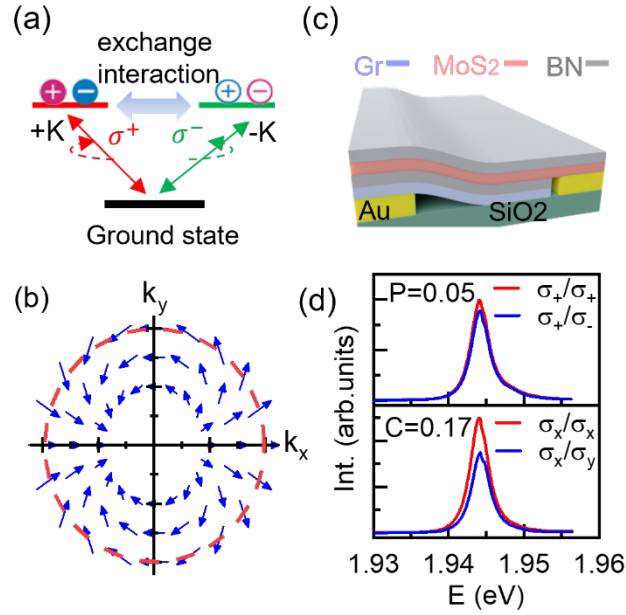 (a)
exchange
interaction
+ − + −
+K σ+ σ− -K
Ground state
(b)
ky
kx
(c)
Gr MoS2 BN
Au SiO2
(d)
P=0.05 σ+/σ+
σ+/σ-
C=0.17 σx/σx
σx/σy
Int. (arb.units)
1.93 1.94 1.95 1.96
E (eV)